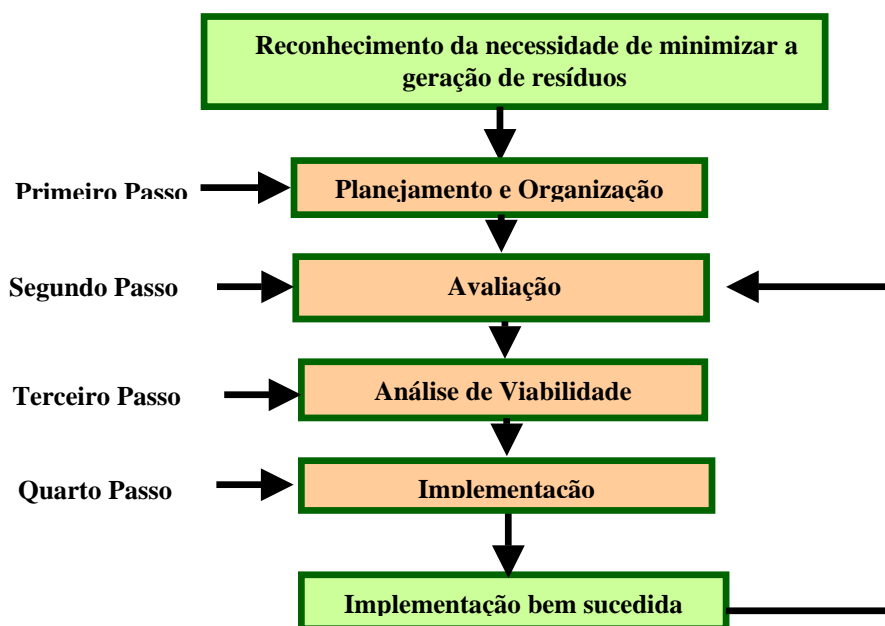 Reconhecimento da necessidade de minimizar a
geração de resíduos
Primeiro Passo
Planejamento e Organização
Segundo Passo
Avaliação
Terceiro Passo
Análise de Viabilidade
Quarto Passo
Implementação
Implementação bem sucedida